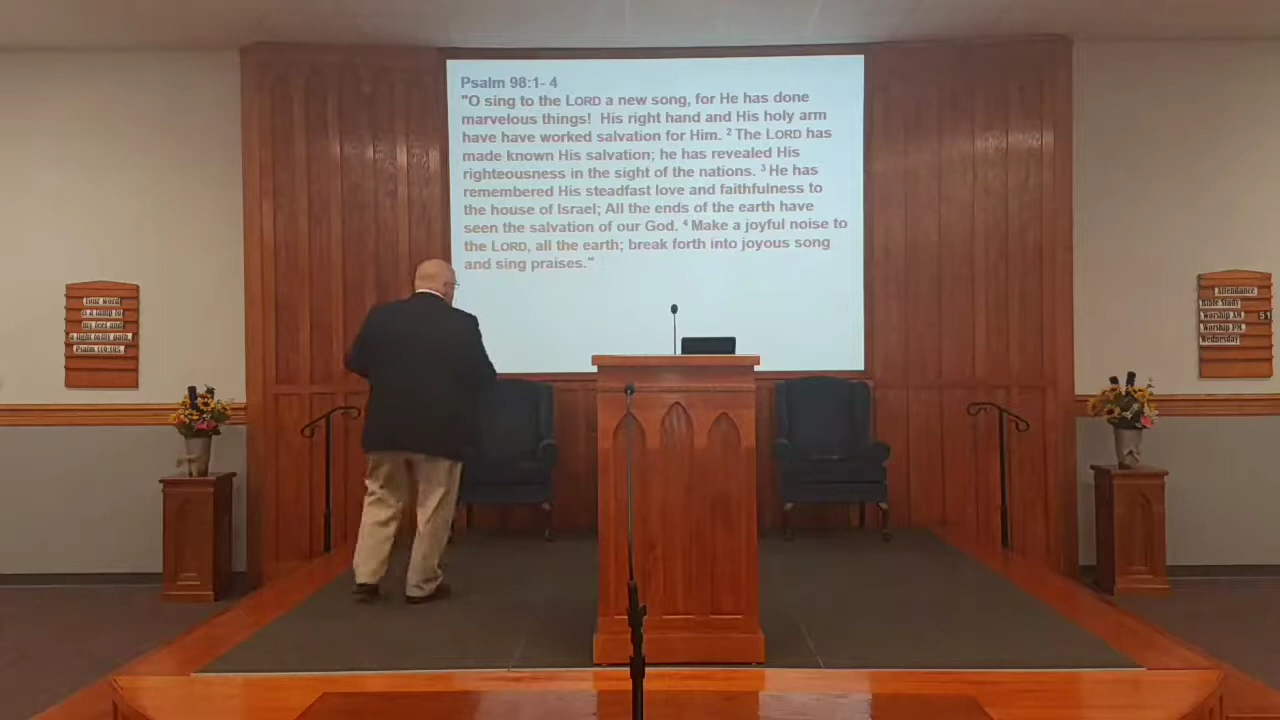 Psalm 98:1- 4
"O sing to the LORD a new song, for He has done
marvelous things! His right hand and His holy arm
have have worked salvation for Him. ² The LORD has
made known His salvation; he has revealed His
righteousness in the sight of the nations. ³ He has
remembered His steadfast love and faithfulness to
the house of Israel; All the ends of the earth have
seen the salvation of our God. ⁴ Make a joyful noise to
the LORD, all the earth; break forth into joyous song
and sing praises."
Your Word
is a lamp to
my feet and
a light to my path.
Psalm 119:105
Attendance
Bible Study
Worship AM 51
Worship PM
Wednesday